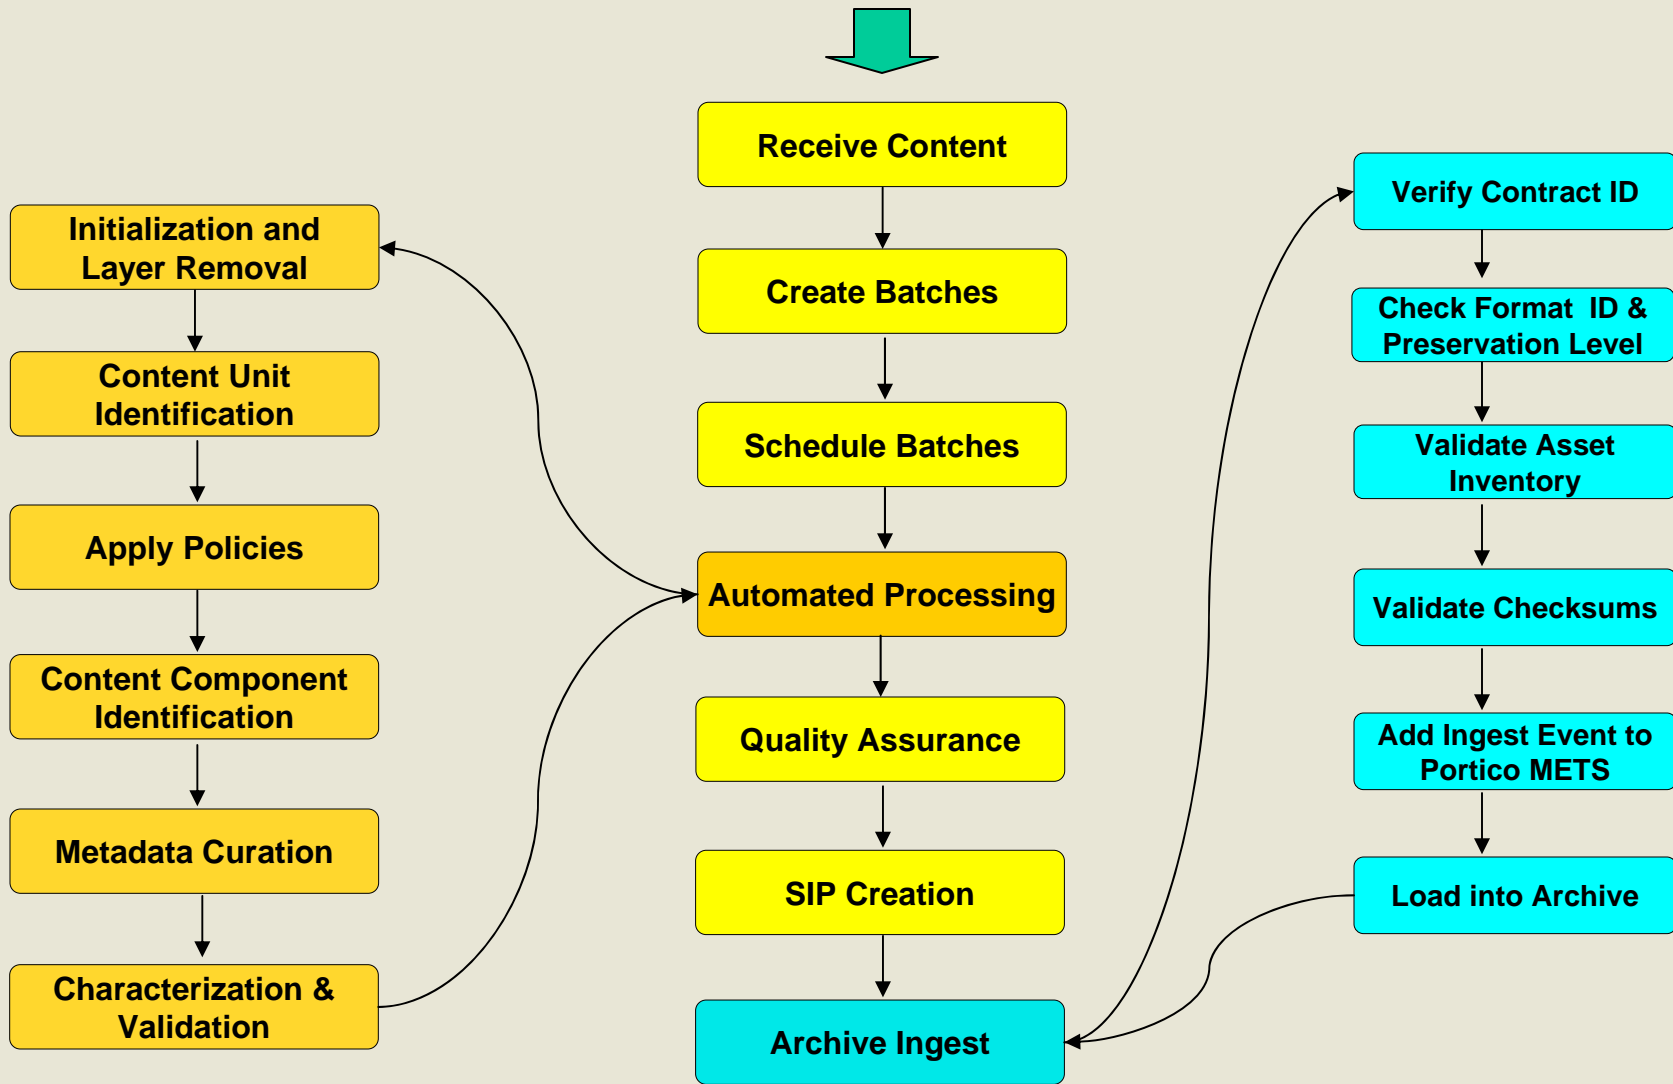 Receive Content
Create Batches
Schedule Batches
Automated Processing
Quality Assurance
SIP Creation
Archive Ingest
Initialization and
Layer Removal
Content Unit
Identification
Apply Policies
Content Component
Identification
Metadata Curation
Characterization &
Validation
Verify Contract ID
Check Format ID &
Preservation Level
Validate Asset
Inventory
Validate Checksums
Add Ingest Event to
Portico METS
Load into Archive